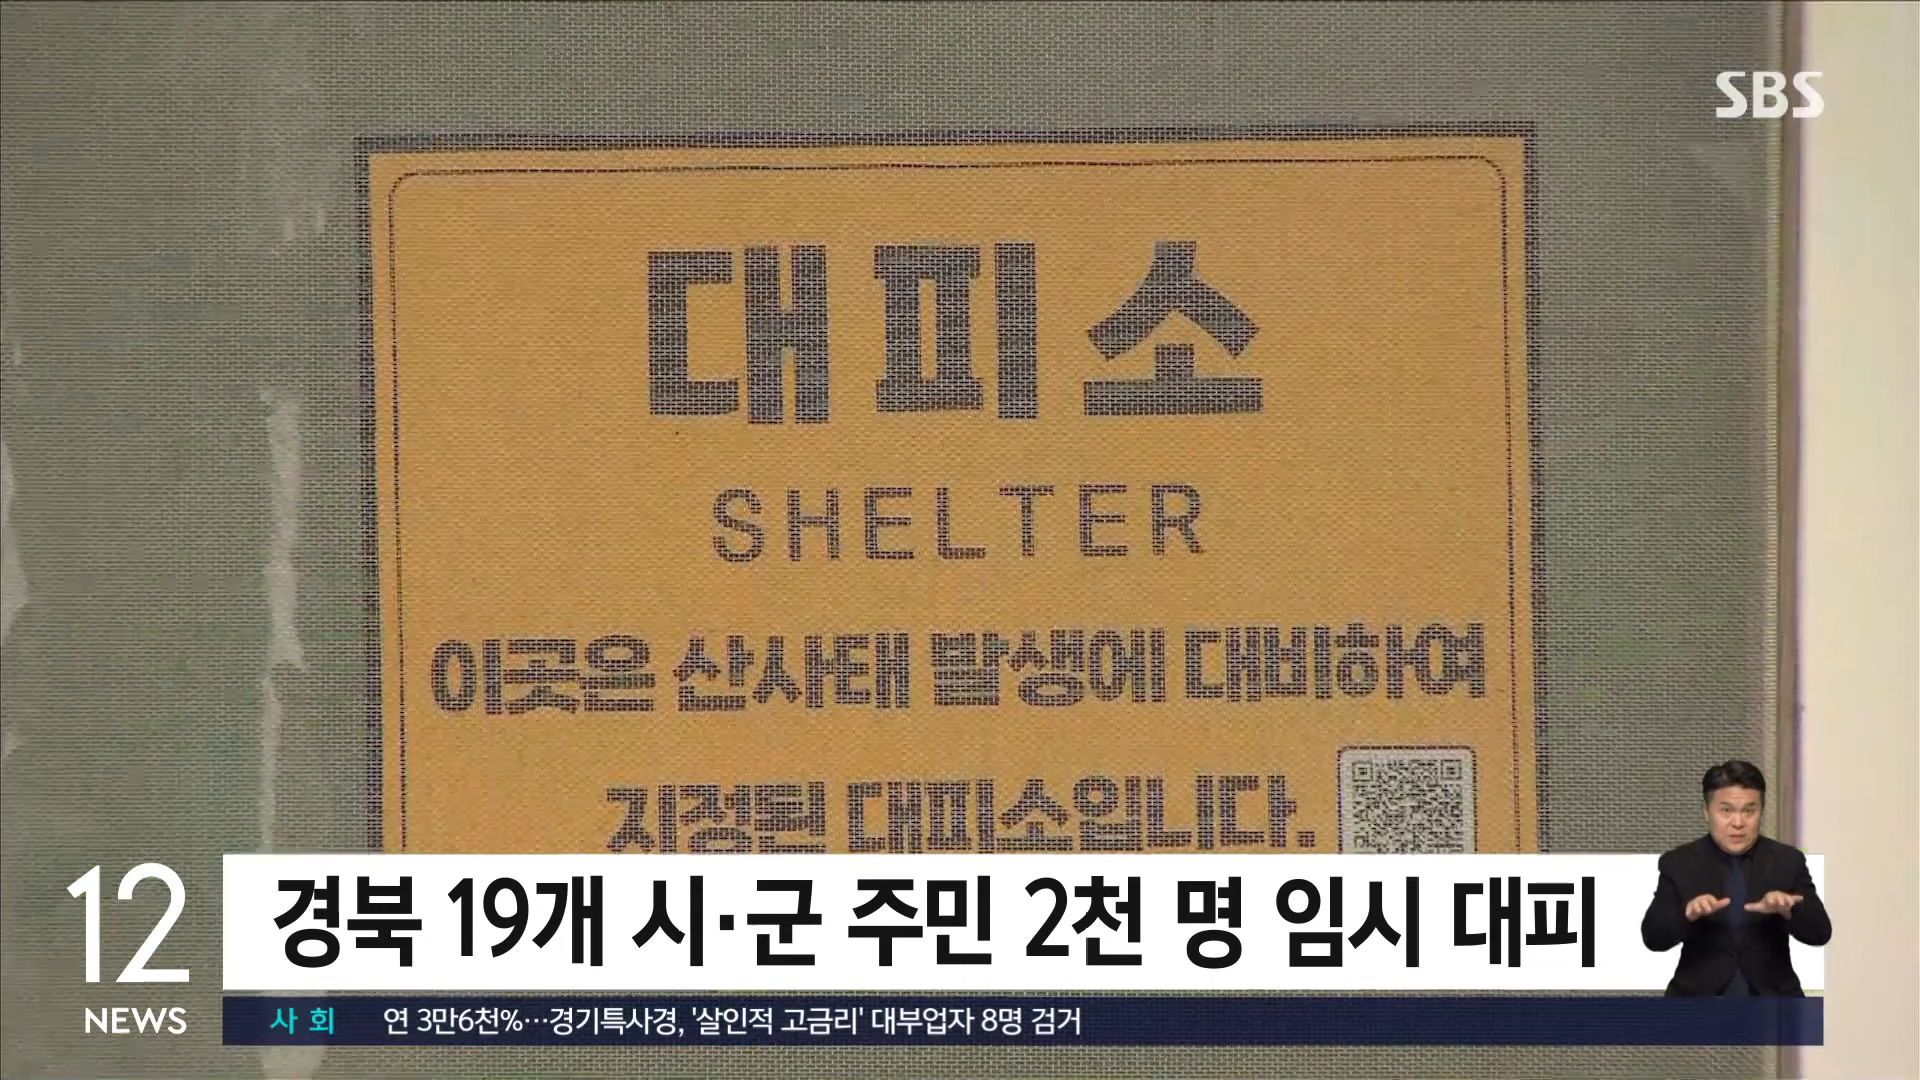 SBS
대피소
SHELTER
이곳은 산사태 발생에 대비하여
지정된 대피소입니다.
12
NEWS
경북 19개 시·군 주민 2천 명 임시 대피
사회 연 3만6천%…경기특사경, '살인적 고금리' 대부업자 8명 검거